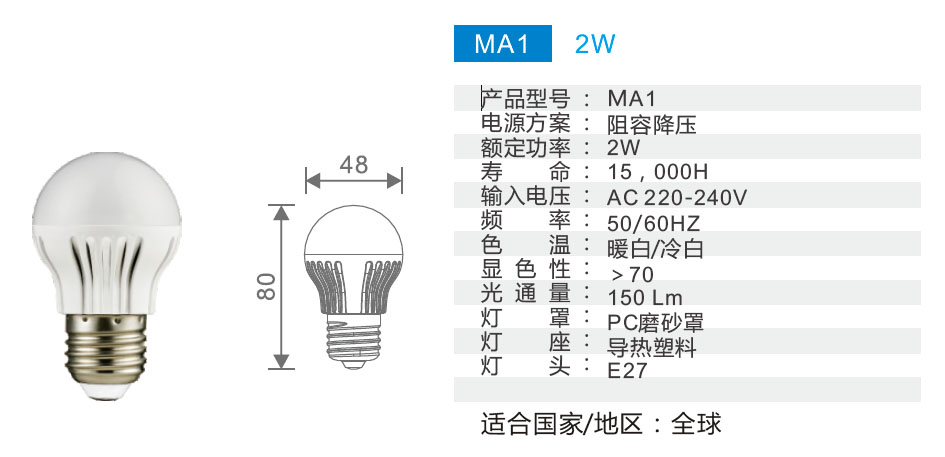 MA1 2W
48
80
产品型号： MA1
电源方案： 阻容降压
额定功率： 2W
寿命： 15，000H
输入电压： AC 220-240V
频率： 50/60HZ
色温： 暖白/冷白
显色性： ＞70
光通量： 150 Lm
灯罩： PC磨砂罩
灯座： 导热塑料
灯头： E27
适合国家/地区：全球